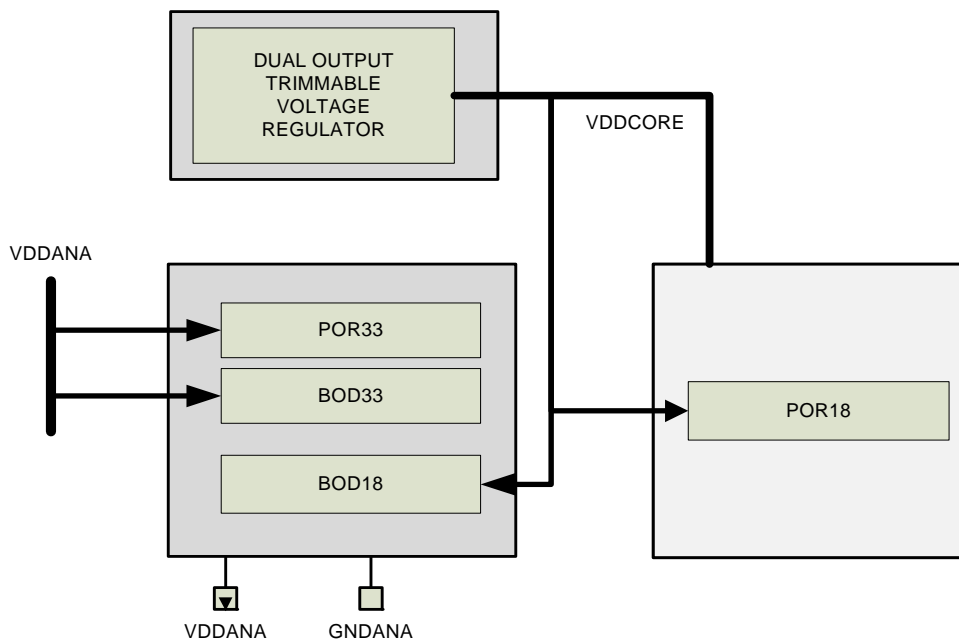 DUAL OUTPUT
TRIMMABLE
VOLTAGE
REGULATOR
VDDCORE
VDDANA
POR33
BOD33
POR18
BOD18
VDDANA
GNDANA